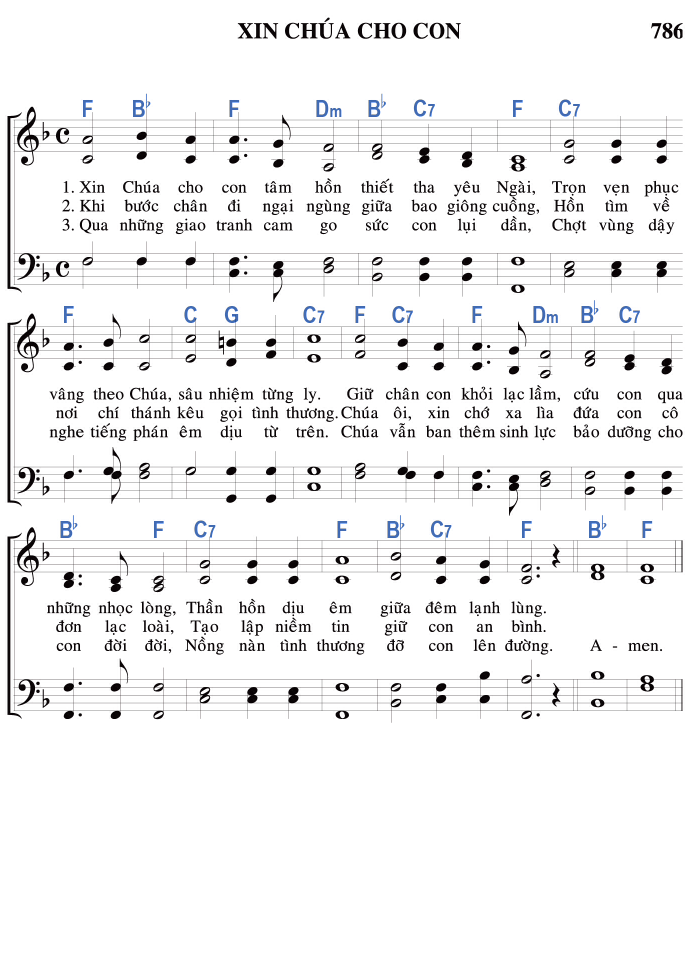 XIN CHÚA CHO CON 786
F B♭ F Dm B♭ C7 F C7
1. Xin Chúa cho con tâm hồn thiết tha yêu Ngài, Trọn vẹn phục
2. Khi bước chân đi ngại ngùng giữa bao giông cuồng, Hồn tìm về
3. Qua những giao tranh cam go sức con lụi dần, Chợt vùng dậy
F C G C7 F C7 F Dm B♭ C7
vâng theo Chúa, sâu nhiệm từng ly. Giữ chân con khỏi lạc lầm, cứu con qua
nơi chí thánh kêu gọi tình thương. Chúa ôi, xin chớ xa lìa đứa con cô
nghe tiếng phán êm dịu từ trên. Chúa vẫn ban thêm sinh lực bảo dưỡng cho
B♭ F C7 F B♭ C7 F B♭ F
những nhọc lòng, Thần hồn dịu êm giữa đêm lạnh lùng.
đơn lạc loài, Tạo lập niềm tin giữ con an bình.
con đời đời, Nồng nàn tình thương đỡ con lên đường. A - men.